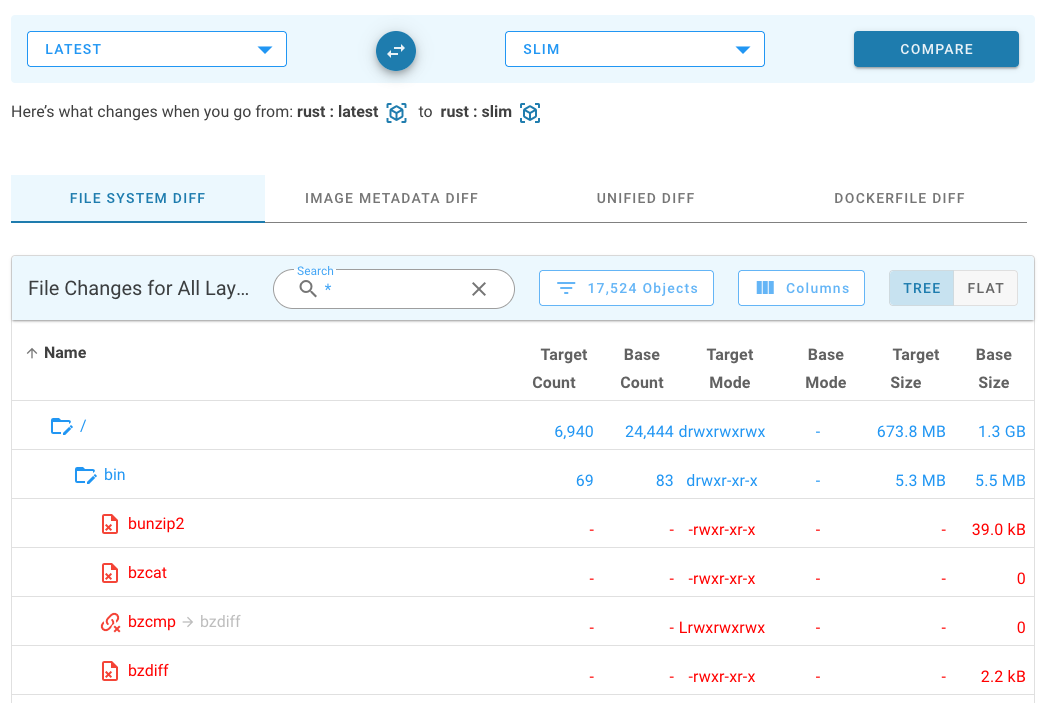 LATEST SLIM COMPARE
Here’s what changes when you go from: rust : latest to rust : slim
FILE SYSTEM DIFF IMAGE METADATA DIFF UNIFIED DIFF DOCKERFILE DIFF
Search
File Changes for All Lay... * 17,524 Objects Columns TREE FLAT
↑ Name Target Count Base Count Target Mode Base Mode Target Size Base Size
/ 6,940 24,444 drwxrwxrwx - 673.8 MB 1.3 GB
bin 69 83 drwxr-xr-x - 5.3 MB 5.5 MB
bunzip2 - - -rwxr-xr-x - - 39.0 kB
bzcat - - -rwxr-xr-x - - 0
bzcmp → bzdiff - - Lrwxrwxrwx - - 0
bzdiff - - -rwxr-xr-x - - 2.2 kB